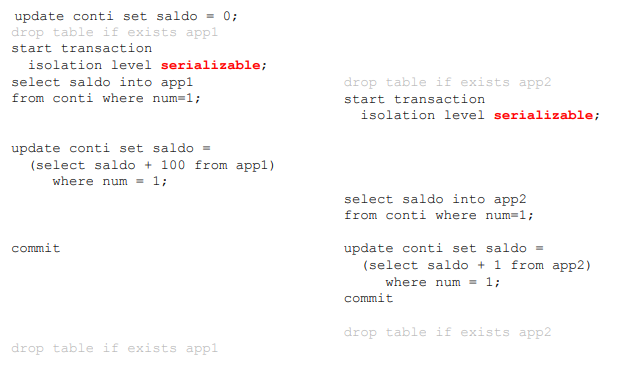 update conti set saldo = 0;
drop table if exists app1
start transaction
isolation level serializable;
select saldo into app1
from conti where num=1;
update conti set saldo =
(select saldo + 100 from app1)
where num = 1;
commit
drop table if exists app1
drop table if exists app2
start transaction
isolation level serializable;
select saldo into app2
from conti where num=1;
update conti set saldo =
(select saldo + 1 from app2)
where num = 1;
commit
drop table if exists app2